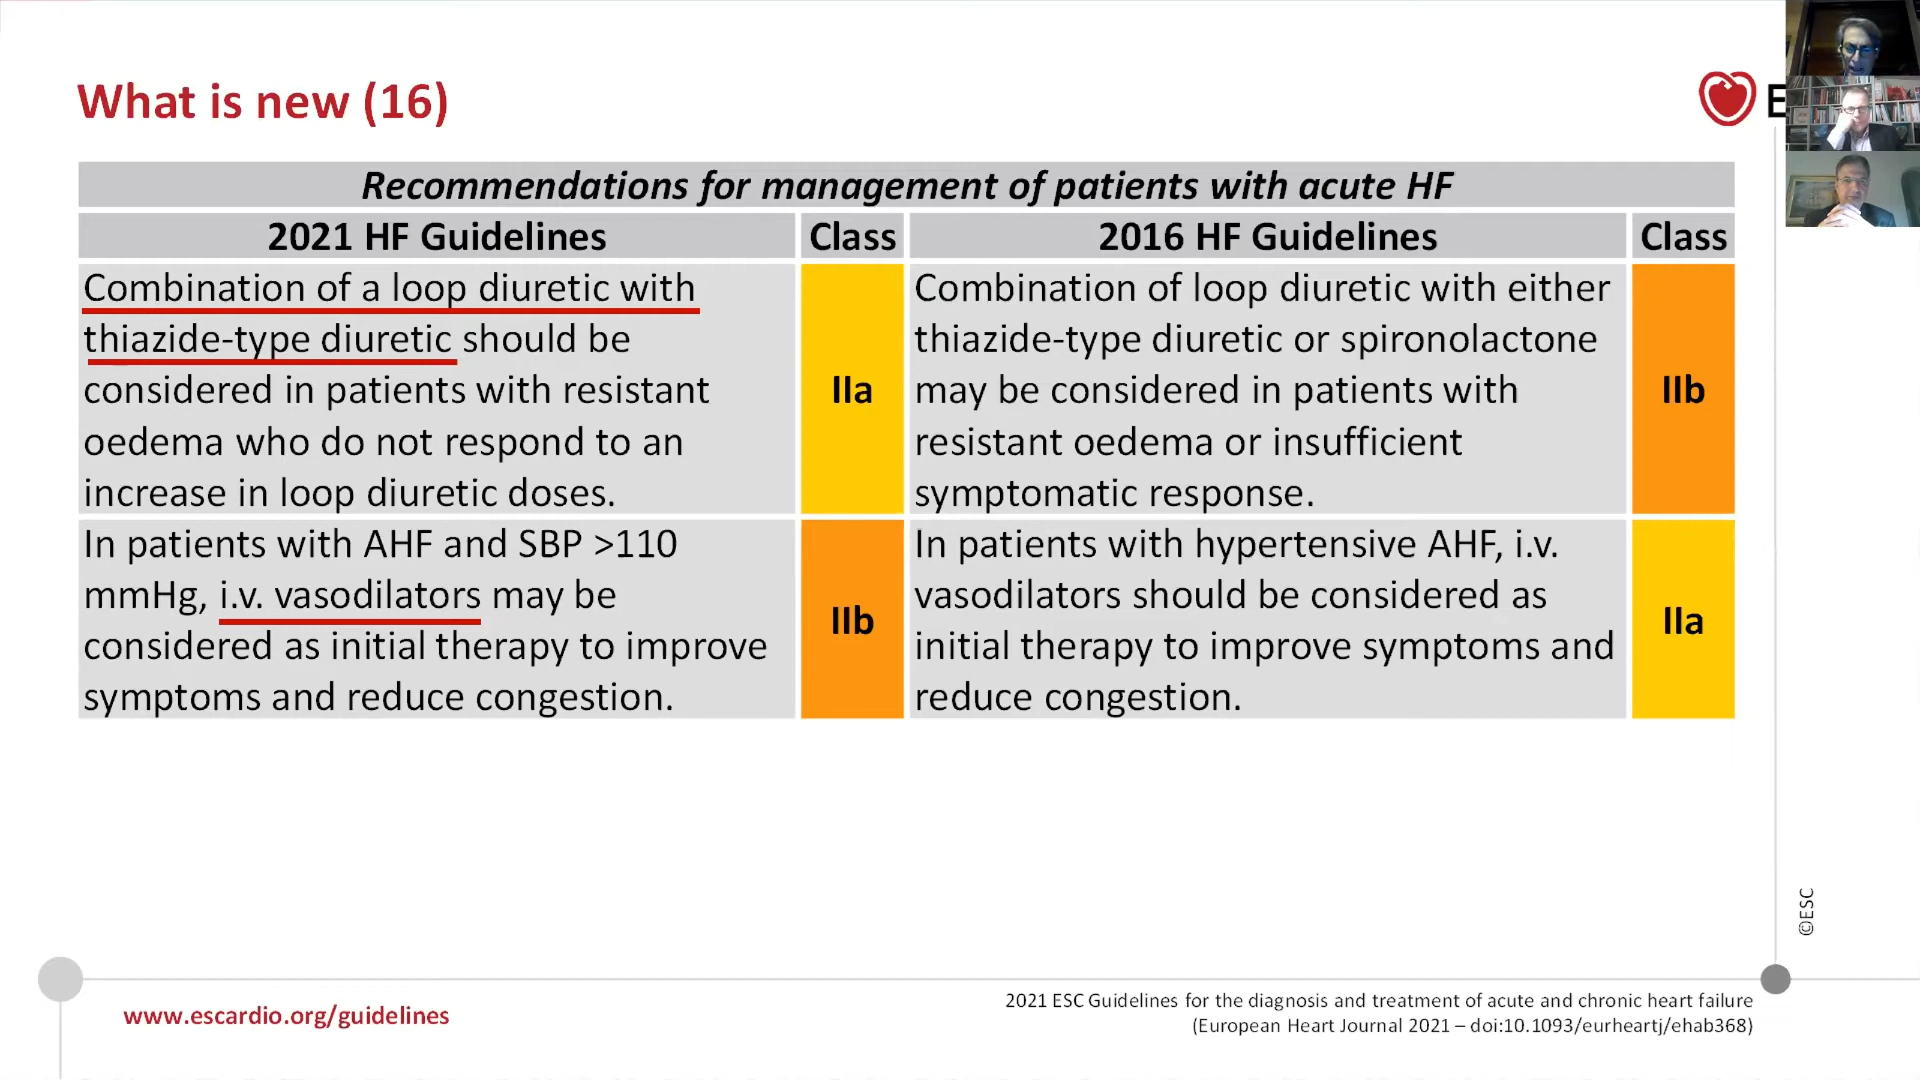 What is new (16)
E
Recommendations for management of patients with acute HF
2021 HF Guidelines Class 2016 HF Guidelines Class
Combination of a loop diuretic with
thiazide-type diuretic should be
considered in patients with resistant
oedema who do not respond to an
increase in loop diuretic doses.
IIa
Combination of loop diuretic with either
thiazide-type diuretic or spironolactone
may be considered in patients with
resistant oedema or insufficient
symptomatic response.
IIb
In patients with AHF and SBP >110
mmHg, i.v. vasodilators may be
considered as initial therapy to improve
symptoms and reduce congestion.
IIb
In patients with hypertensive AHF, i.v.
vasodilators should be considered as
initial therapy to improve symptoms and
reduce congestion.
IIa
©ESC
www.escardio.org/guidelines
2021 ESC Guidelines for the diagnosis and treatment of acute and chronic heart failure
(European Heart Journal 2021 – doi:10.1093/eurheartj/ehab368)